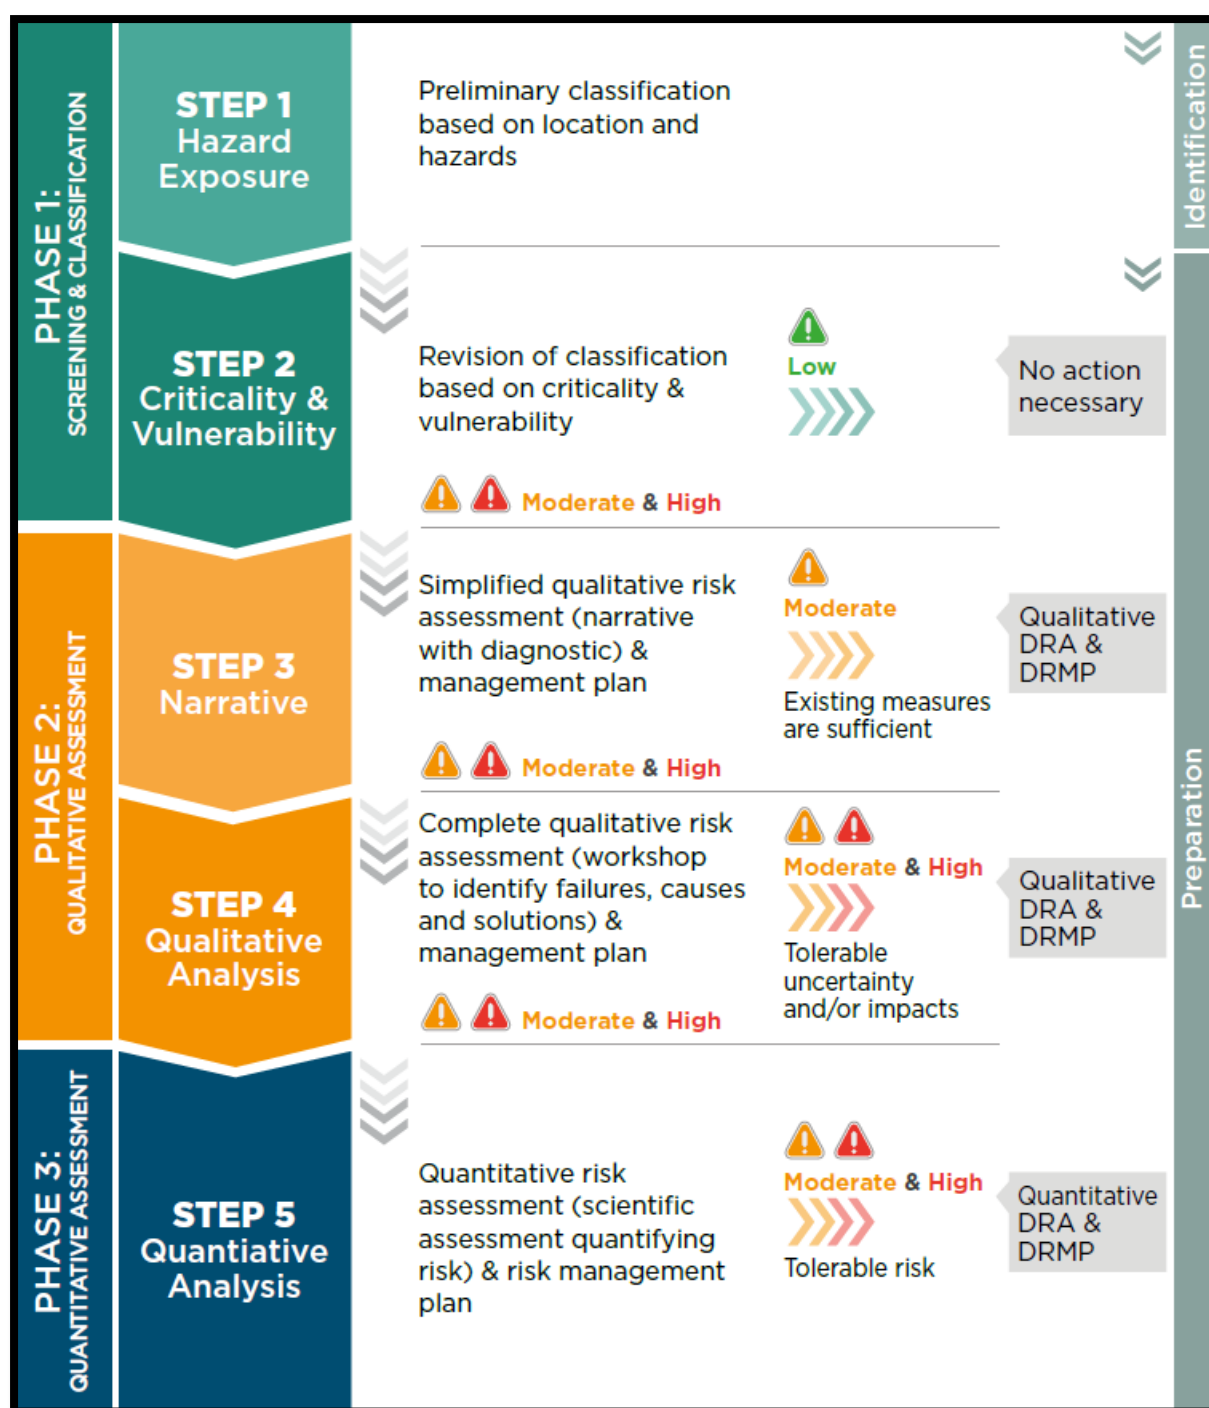 PHASE 1:
SCREENING & CLASSIFICATION
STEP 1
Hazard
Exposure
Preliminary classification
based on location and
hazards
Identification
STEP 2
Criticality &
Vulnerability
Revision of classification
based on criticality &
vulnerability
Low
No action
necessary
Moderate & High
PHASE 2:
QUALITATIVE ASSESSMENT
STEP 3
Narrative
Simplified qualitative risk
assessment (narrative
with diagnostic) &
management plan
Moderate
Existing measures
are sufficient
Qualitative
DRA &
DRMP
Moderate & High
Preparation
STEP 4
Qualitative
Analysis
Complete qualitative risk
assessment (workshop
to identify failures, causes
and solutions) &
management plan
Moderate & High
Tolerable
uncertainty
and/or impacts
Qualitative
DRA &
DRMP
Moderate & High
PHASE 3:
QUANTITATIVE ASSESSMENT
STEP 5
Quantiative
Analysis
Quantitative risk
assessment (scientific
assessment quantifying
risk) & risk management
plan
Moderate & High
Tolerable risk
Quantitative
DRA &
DRMP